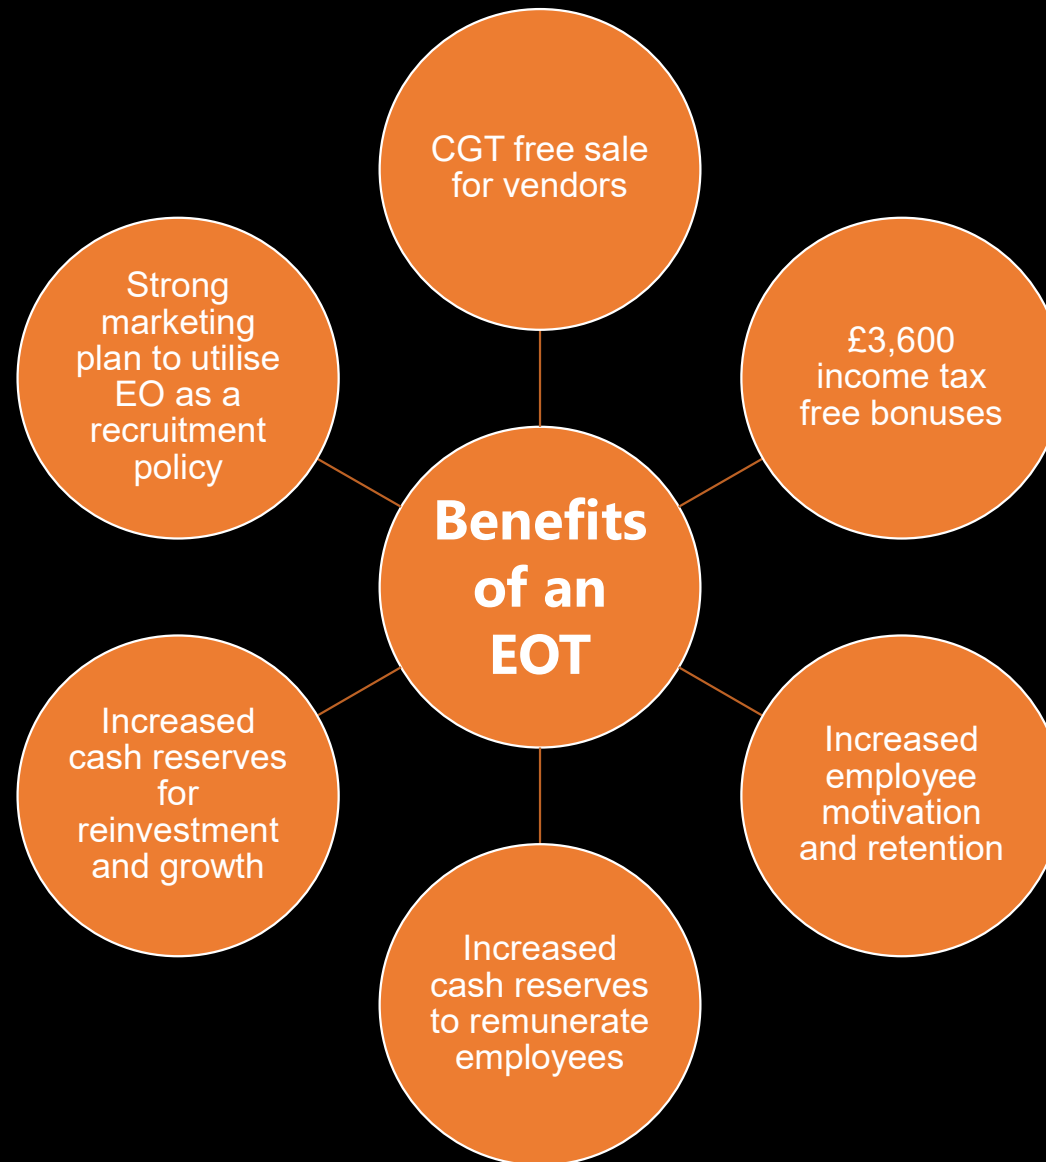 CGT free sale
for vendors
£3,600
income tax
free bonuses
Increased
employee
motivation
and retention
Increased
cash reserves
to remunerate
employees
Increased
cash reserves
for
reinvestment
and growth
Strong
marketing
plan to utilise
EO as a
recruitment
policy
Benefits
of an
EOT